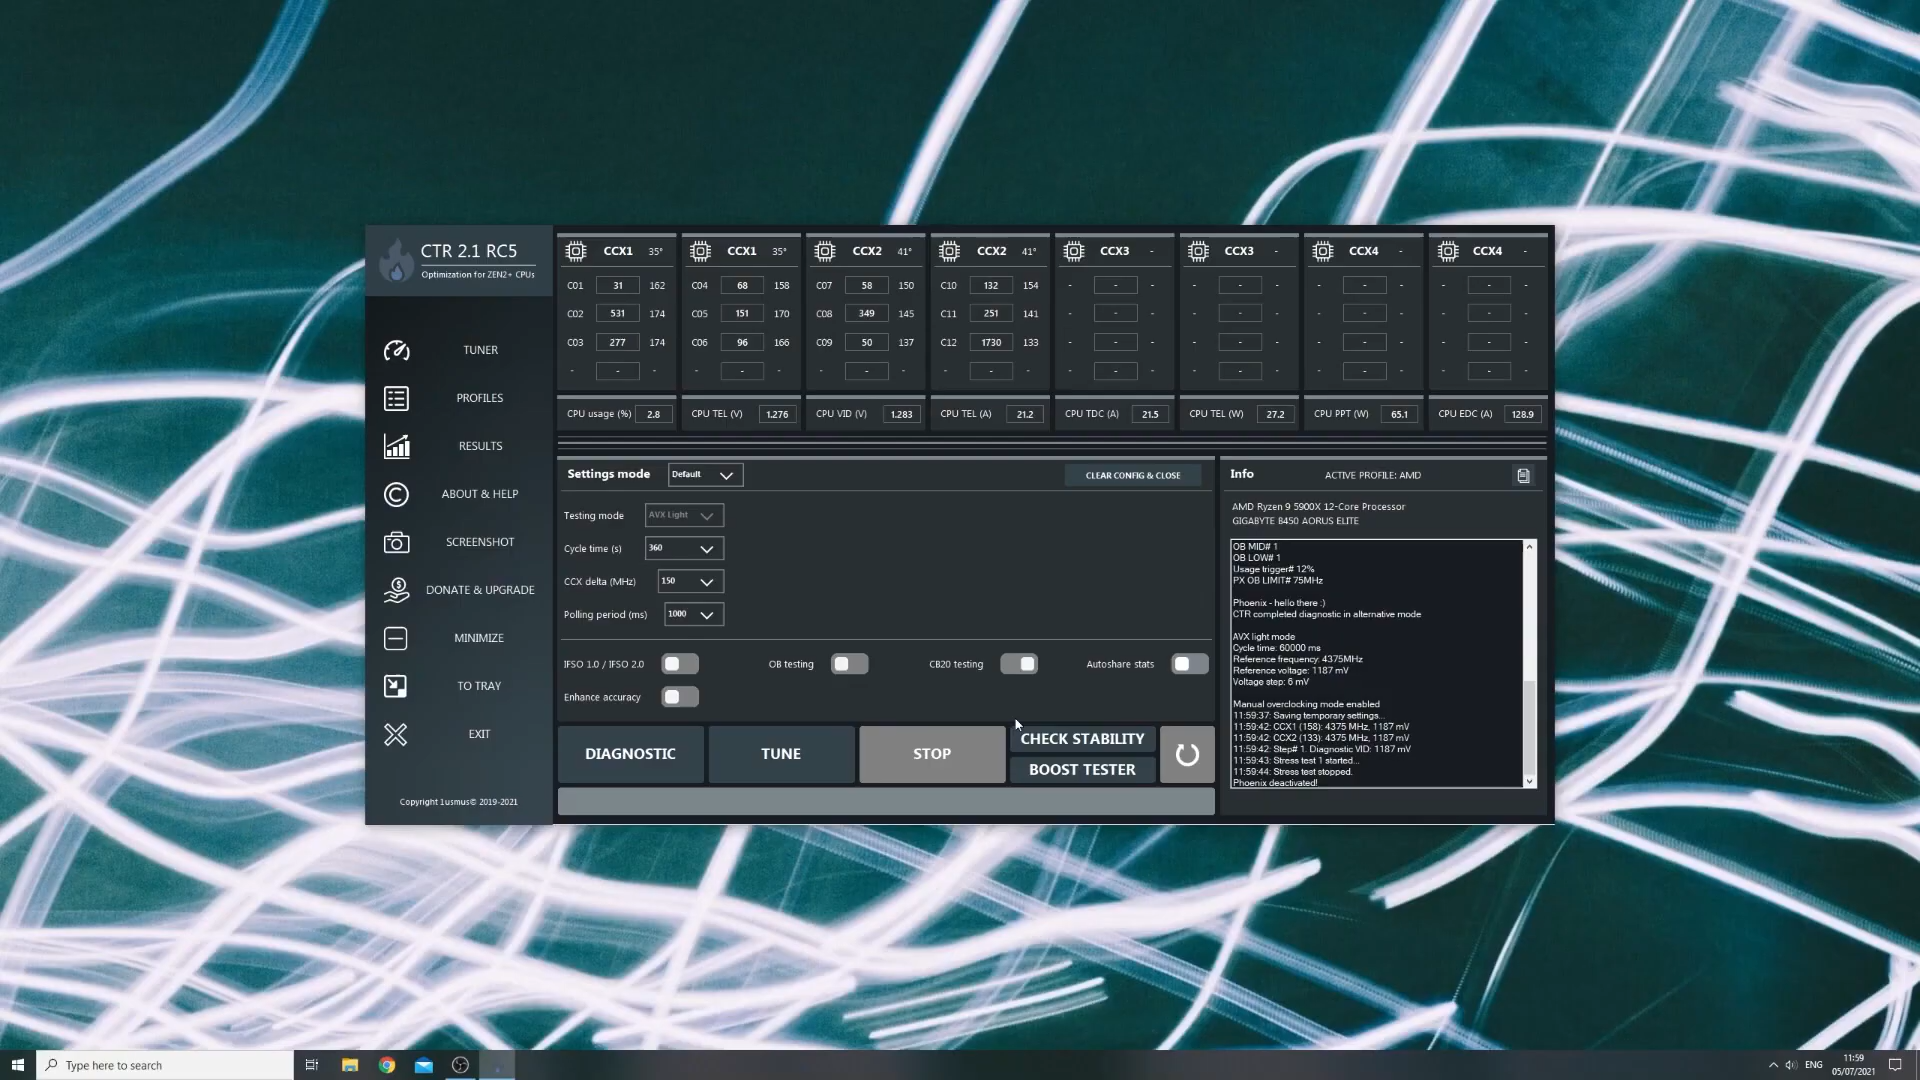 CTR 2.1 RC5
Optimization for ZEN2+ CPUs
TUNER
PROFILES
RESULTS
ABOUT & HELP
SCREENSHOT
DONATE & UPGRADE
MINIMIZE
TO TRAY
EXIT
Copyright 1usmus© 2019-2021
CCX1 35° CCX1 35° CCX2 41° CCX2 41° CCX3 - CCX3 - CCX4 - CCX4 -
C01 31 162 C04 68 158 C07 58 150 C10 132 154 - - - - - - - - - - - -
C02 531 174 C05 151 170 C08 349 145 C11 251 141 - - - - - - - - - - - -
C03 277 174 C06 96 166 C09 50 137 C12 1730 133 - - - - - - - - - - - -
- - - - - - - - - - - - - - - - - - - - - - - -
CPU usage (%) 2.8 CPU TEL (V) 1.276 CPU VID (V) 1.283 CPU TEL (A) 21.2 CPU TDC (A) 21.5 CPU TEL (W) 27.2 CPU PPT (W) 65.1 CPU EDC (A) 128.9
Settings mode Default CLEAR CONFIG & CLOSE
Testing mode AVX Light
Cycle time (s) 360
CCX delta (MHz) 150
Polling period (ms) 1000
IFSO 1.0 / IFSO 2.0 OB testing CB20 testing Autoshare stats
Enhance accuracy
DIAGNOSTIC TUNE STOP CHECK STABILITY
BOOST TESTER
Info ACTIVE PROFILE: AMD
AMD Ryzen 9 5900X 12-Core Processor
GIGABYTE B450 AORUS ELITE
OB MID# 1
OB LOW# 1
Usage trigger# 12%
PX OB LIMIT# 75MHz
Phoenix - hello there :)
CTR completed diagnostic in alternative mode
AVX light mode
Cycle time: 60000 ms
Reference frequency: 4375MHz
Reference voltage: 1187 mV
Voltage step: 6 mV
Manual overclocking mode enabled
11:59:37: Saving temporary settings...
11:59:42: CCX1 (158): 4375 MHz, 1187 mV
11:59:42: CCX2 (133): 4375 MHz, 1187 mV
11:59:42: Step# 1. Diagnostic VID: 1187 mV
11:59:43: Stress test 1 started...
11:59:44: Stress test stopped.
Phoenix deactivated!
Type here to search
ENG
11:59
05/07/2021